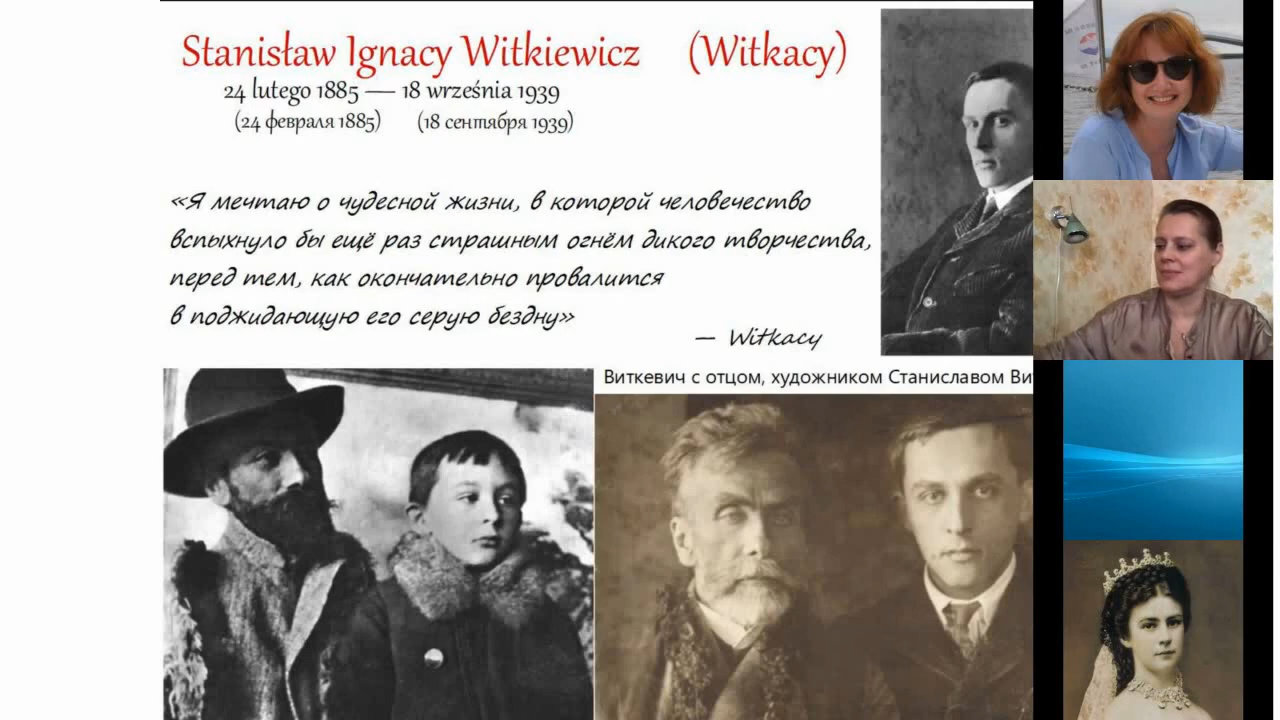 Stanisław Ignacy Witkiewicz (Witkacy)
24 lutego 1885 — 18 września 1939
(24 февраля 1885) (18 сентября 1939)
«Я мечтаю о чудесной жизни, в которой человечество
вспыхнуло бы ещё раз страшным огнём дикого творчества,
перед тем, как окончательно провалится
в поджидающую его серую бездну»
— Witkacy
Виткевич с отцом, художником Станиславом Ви